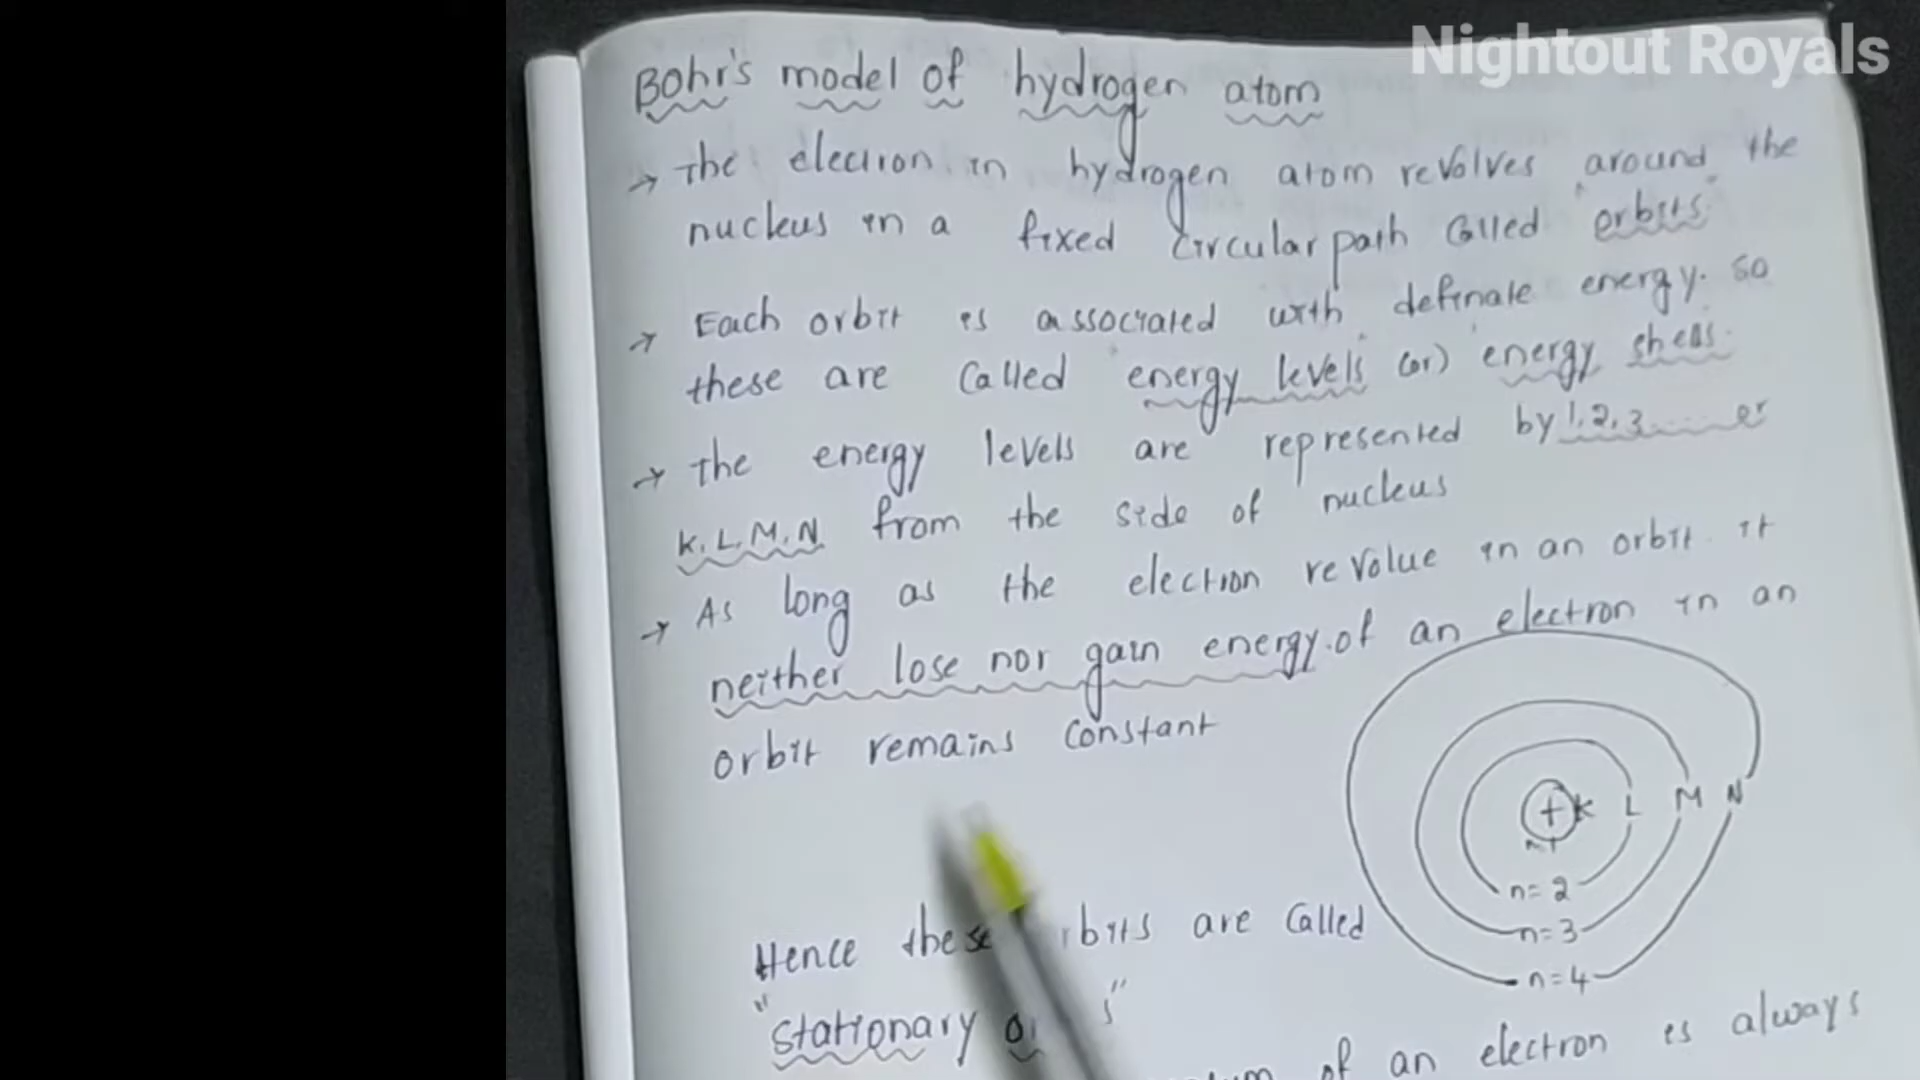 Nightout Royals
Bohr's model of hydrogen atom
→ The electron in hydrogen atom revolves around the
nucleus in a fixed circular path called "orbits"
→ Each orbit is associated with definate energy. so
these are called energy levels (or) energy shells.
→ The energy levels are represented by 1, 2, 3 ......
K, L, M, N from the side of nucleus
→ As long as the electron revolue in an orbit it
neither lose nor gain energy. of an electron in an
orbit remains constant
+ K L M N
n=2
n=3
n=4
Hence these are called
"stationary
of an electron is always